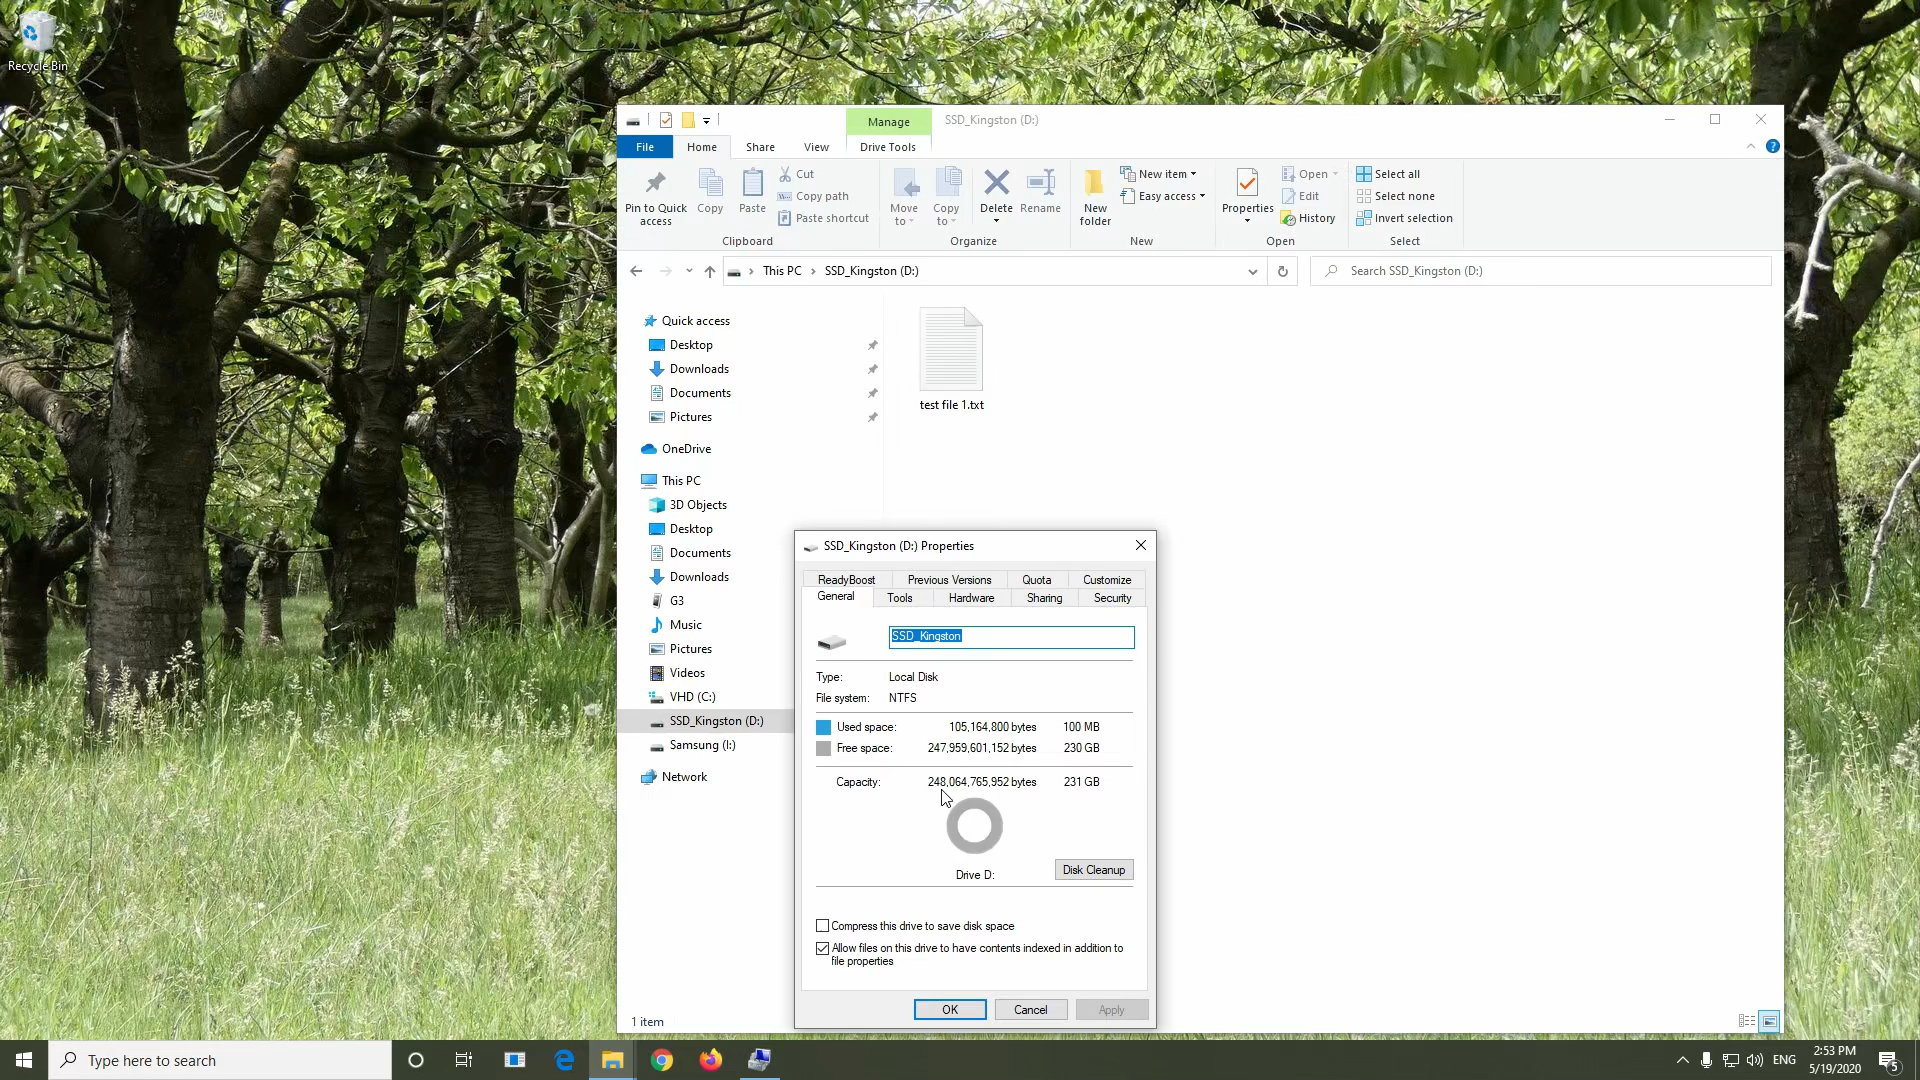 Recycle Bin
Manage
SSD_Kingston (D:)
File
Home
Share
View
Drive Tools
Pin to Quick access
Copy
Paste
Cut
Copy path
Paste shortcut
Clipboard
Move to
Copy to
Delete
Rename
Organize
New folder
New item
Easy access
New
Properties
Open
Edit
History
Open
Select all
Select none
Invert selection
Select
This PC
SSD_Kingston (D:)
Search SSD_Kingston (D:)
Quick access
Desktop
Downloads
Documents
Pictures
OneDrive
This PC
3D Objects
Desktop
Documents
Downloads
G3
Music
Pictures
Videos
VHD (C:)
SSD_Kingston (D:)
Samsung (I:)
Network
test file 1.txt
SSD_Kingston (D:) Properties
ReadyBoost
Previous Versions
Quota
Customize
General
Tools
Hardware
Sharing
Security
SSD_Kingston
Type: Local Disk
File system: NTFS
Used space: 105,164,800 bytes 100 MB
Free space: 247,959,601,152 bytes 230 GB
Capacity: 248,064,765,952 bytes 231 GB
Drive D:
Disk Cleanup
Compress this drive to save disk space
Allow files on this drive to have contents indexed in addition to
file properties
OK
Cancel
Apply
1 item
Type here to search
ENG
2:53 PM
5/19/2020
5